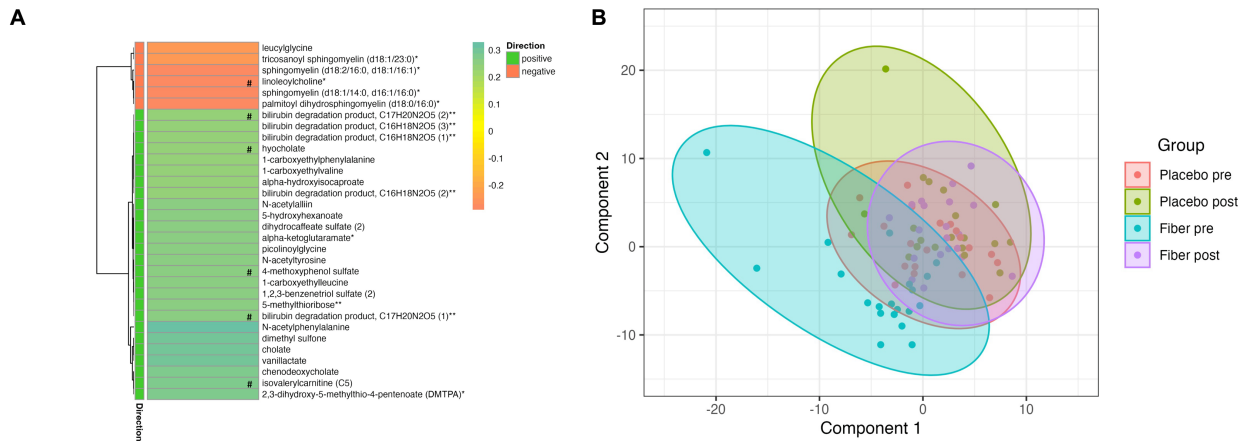 A
leucylglycine
tricosanoyl sphingomyelin (d18:1/23:0)*
sphingomyelin (d18:2/16:0, d18:1/16:1)*
# linoleoylcholine*
sphingomyelin (d18:1/14:0, d16:1/16:0)*
palmitoyl dihydrosphingomyelin (d18:0/16:0)*
# bilirubin degradation product, C17H20N2O5 (2)**
bilirubin degradation product, C16H18N2O5 (3)**
bilirubin degradation product, C16H18N2O5 (1)**
# hyocholate
1-carboxyethylphenylalanine
1-carboxyethylvaline
alpha-hydroxyisocaproate
bilirubin degradation product, C16H18N2O5 (2)**
N-acetylalliin
5-hydroxyhexanoate
dihydrocaffeate sulfate (2)
alpha-ketoglutaramate*
picolinoylglycine
N-acetyltyrosine
# 4-methoxyphenol sulfate
1-carboxyethylleucine
1,2,3-benzenetriol sulfate (2)
5-methylthioribose**
# bilirubin degradation product, C17H20N2O5 (1)**
N-acetylphenylalanine
dimethyl sulfone
cholate
vanillactate
chenodeoxycholate
# isovalerylcarnitine (C5)
2,3-dihydroxy-5-methylthio-4-pentenoate (DMTPA)*
Direction
0.3
0.2
0.1
0
-0.1
-0.2
Direction
positive
negative
B
Component 2
20
10
0
-10
-20
-10
0
10
Component 1
Group
Placebo pre
Placebo post
Fiber pre
Fiber post